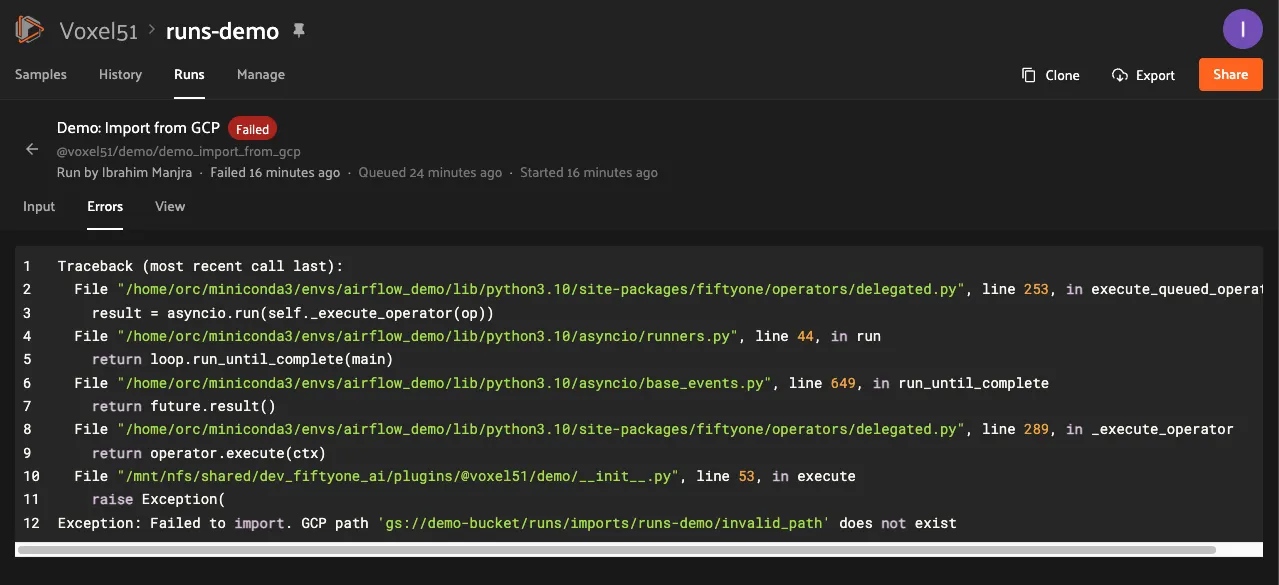 Voxel51 > runs-demo
I
Samples History Runs Manage
Clone Export Share
Demo: Import from GCP Failed
@voxel51/demo/demo_import_from_gcp
Run by Ibrahim Manjra · Failed 16 minutes ago · Queued 24 minutes ago · Started 16 minutes ago
Input Errors View
1 Traceback (most recent call last):
2 File "/home/orc/miniconda3/envs/airflow_demo/lib/python3.10/site-packages/fiftyone/operators/delegated.py", line 253, in execute_queued_operat
3 result = asyncio.run(self._execute_operator(op))
4 File "/home/orc/miniconda3/envs/airflow_demo/lib/python3.10/asyncio/runners.py", line 44, in run
5 return loop.run_until_complete(main)
6 File "/home/orc/miniconda3/envs/airflow_demo/lib/python3.10/asyncio/base_events.py", line 649, in run_until_complete
7 return future.result()
8 File "/home/orc/miniconda3/envs/airflow_demo/lib/python3.10/site-packages/fiftyone/operators/delegated.py", line 289, in _execute_operator
9 return operator.execute(ctx)
10 File "/mnt/nfs/shared/dev_fiftyone_ai/plugins/@voxel51/demo/__init__.py", line 53, in execute
11 raise Exception(
12 Exception: Failed to import. GCP path 'gs://demo-bucket/runs/imports/runs-demo/invalid_path' does not exist